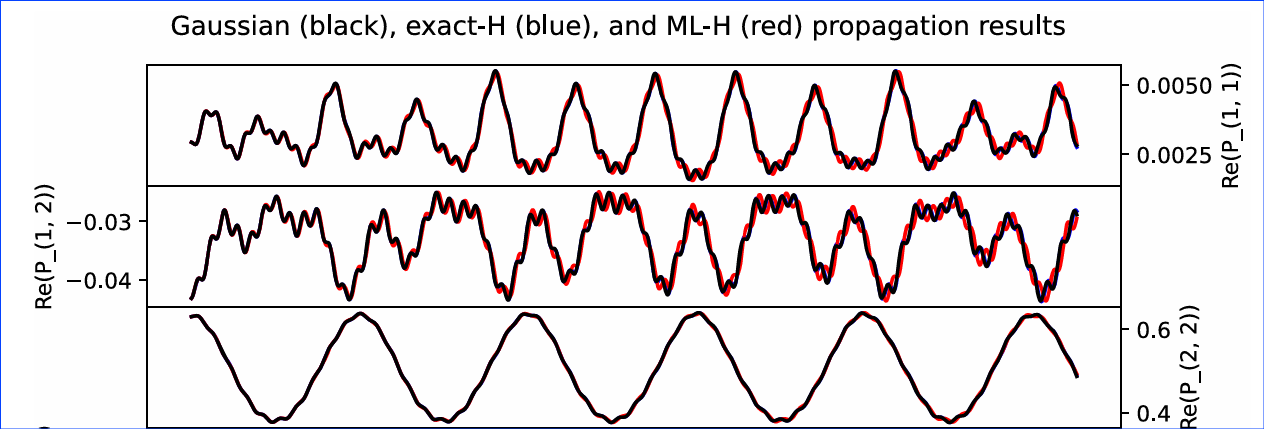 Gaussian (black), exact-H (blue), and ML-H (red) propagation results
0.0050
0.0025
Re(P_(1, 1))
Re(P_(1, 2))
−0.03
−0.04
0.6
0.4
Re(P_(2, 2))